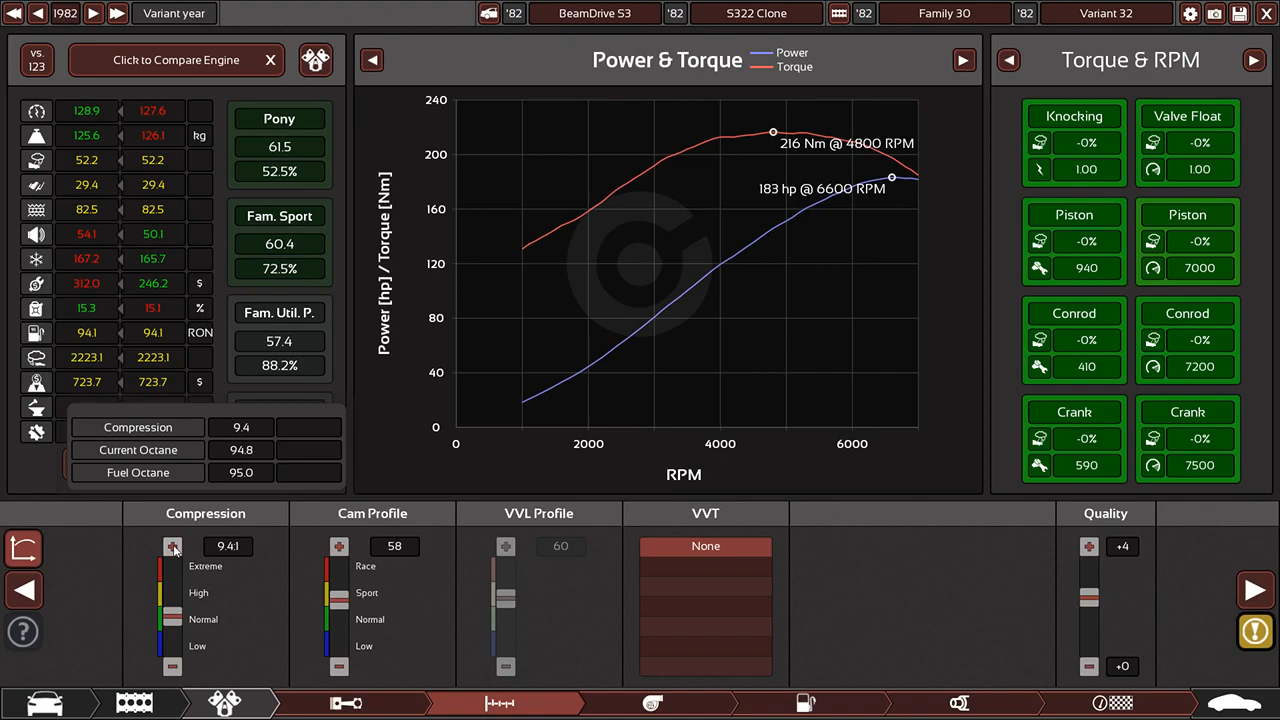 1982
Variant year
'82
BeamDrive S3
'82
S322 Clone
'82
Family 30
'82
Variant 32
vs.
123
Click to Compare Engine X
128.9 127.6
125.6 126.1 kg
52.2 52.2
29.4 29.4
82.5 82.5
54.1 50.1
167.2 165.7
312.0 246.2 $
15.3 15.1 %
94.1 94.1 RON
2223.1 2223.1
723.7 723.7 $
Pony
61.5
52.5%
Fam. Sport
60.4
72.5%
Fam. Util. P.
57.4
88.2%
Compression 9.4
Current Octane 94.8
Fuel Octane 95.0
Power & Torque
Power
Torque
240
200
160
120
80
40
0
Power [hp] / Torque [Nm]
216 Nm @ 4800 RPM
183 hp @ 6600 RPM
0 2000 4000 6000
RPM
Torque & RPM
Knocking
-0%
1.00
Valve Float
-0%
1.00
Piston
-0%
940
Piston
-0%
7000
Conrod
-0%
410
Conrod
-0%
7200
Crank
-0%
590
Crank
-0%
7500
Compression
9.4:1
Extreme
High
Normal
Low
Cam Profile
58
Race
Sport
Normal
Low
VVL Profile
60
VVT
None
Quality
+4
+0